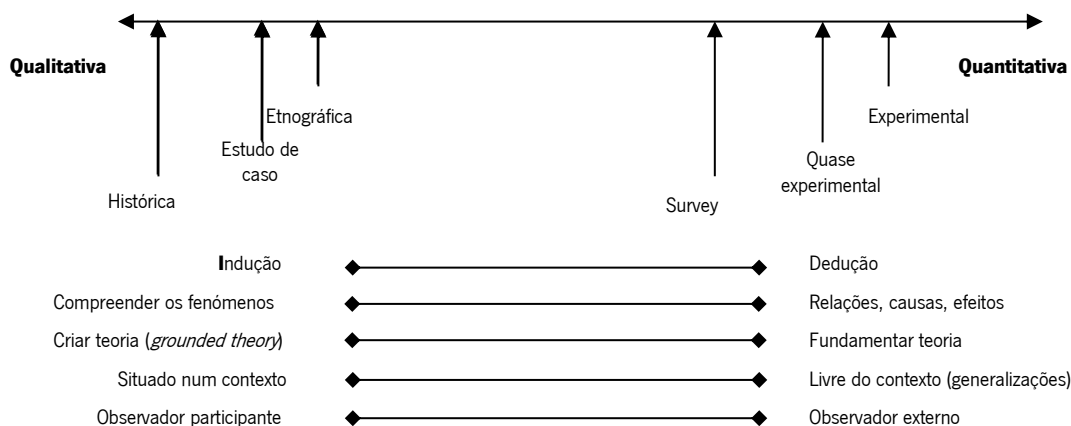 Qualitativa
Quantitativa
Etnográfica
Experimental
Estudo de
caso
Quase
experimental
Histórica
Survey
Indução
Dedução
Compreender os fenómenos
Relações, causas, efeitos
Criar teoria (grounded theory)
Fundamentar teoria
Situado num contexto
Livre do contexto (generalizações)
Observador participante
Observador externo